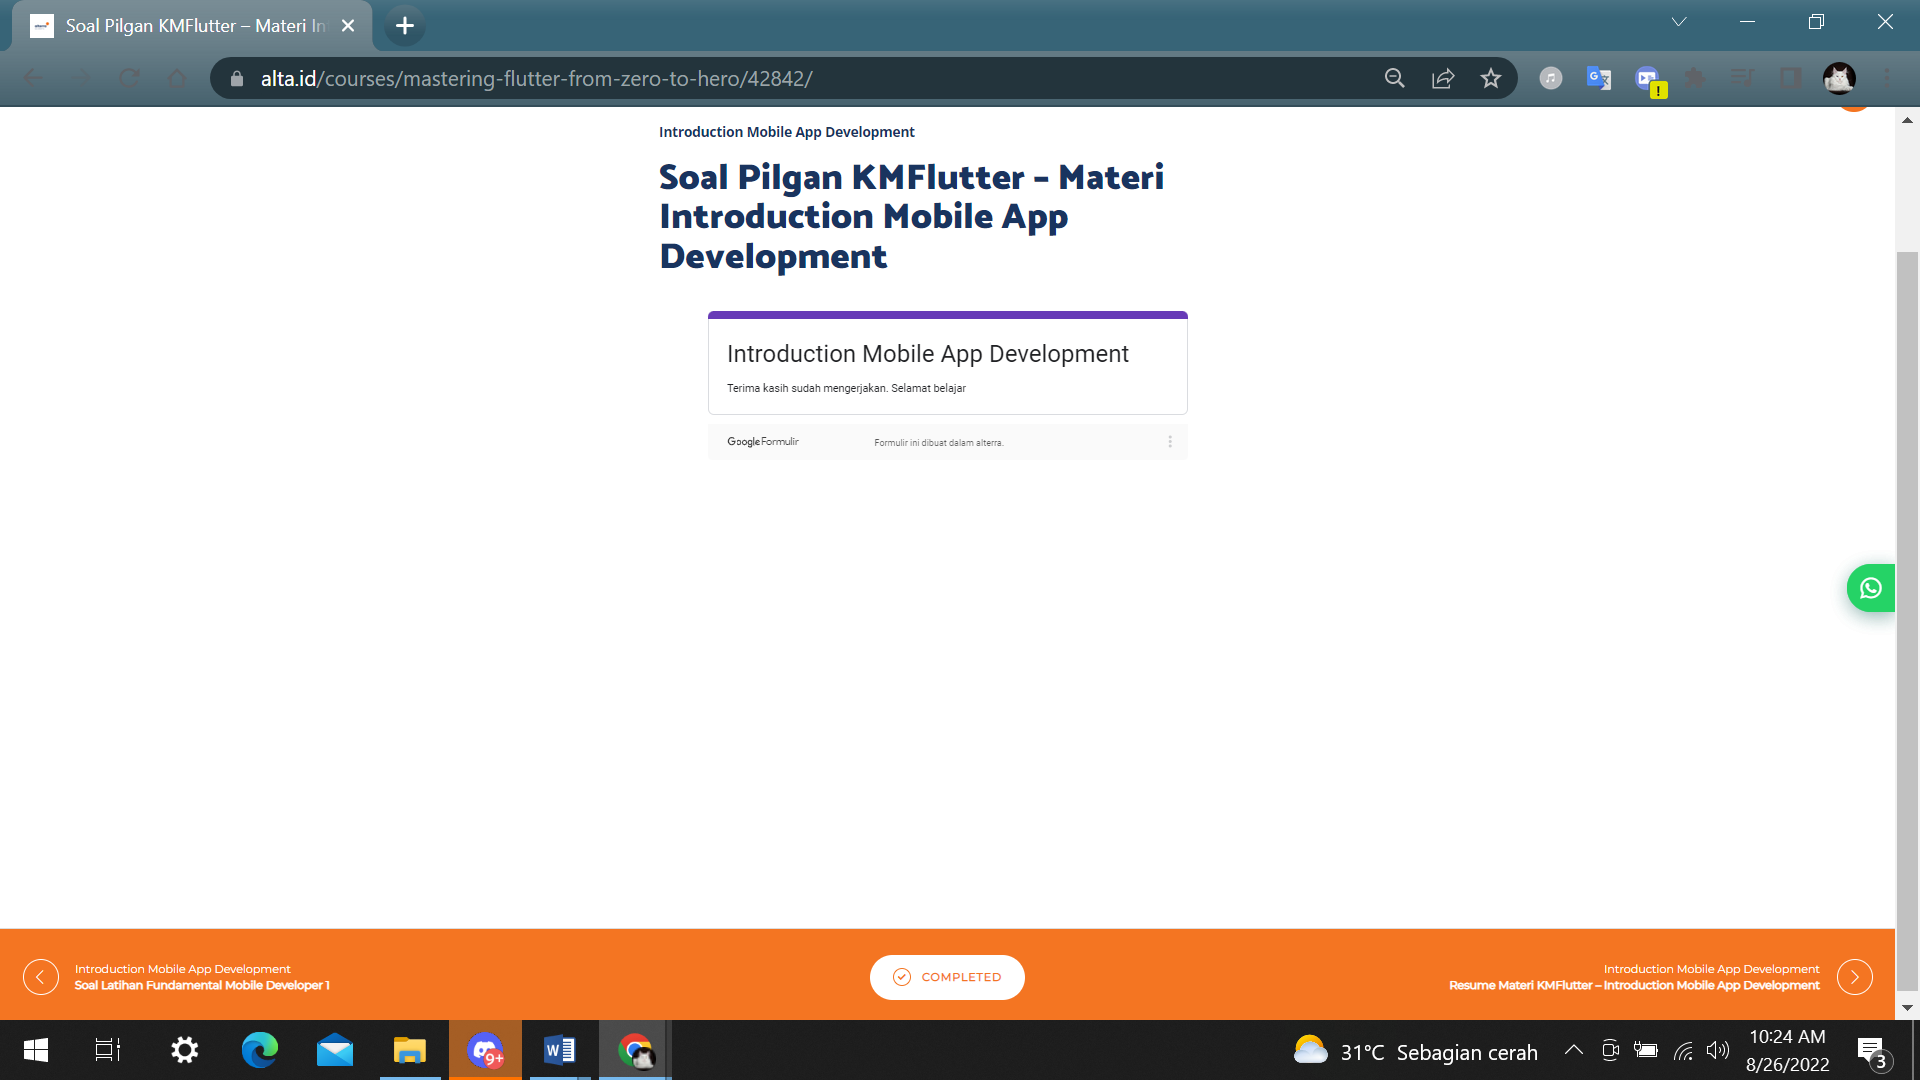 Soal Pilgan KMFlutter – Materi In
alta.id/courses/mastering-flutter-from-zero-to-hero/42842/
Introduction Mobile App Development
Soal Pilgan KMFlutter – Materi
Introduction Mobile App
Development
Introduction Mobile App Development
Terima kasih sudah mengerjakan. Selamat belajar
Google Formulir
Formulir ini dibuat dalam alterra.
Introduction Mobile App Development
Soal Latihan Fundamental Mobile Developer 1
COMPLETED
Introduction Mobile App Development
Resume Materi KMFlutter – Introduction Mobile App Development
9+
31°C Sebagian cerah
10:24 AM
8/26/2022
3